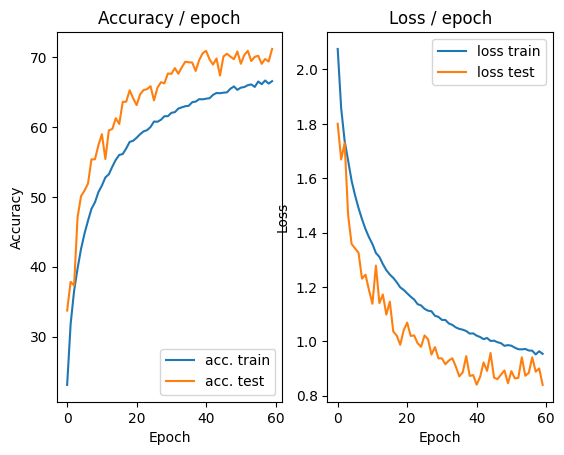 Accuracy / epoch
Loss / epoch
Accuracy
70
60
50
40
30
acc. train
acc. test
0
20
40
60
Epoch
Loss
2.0
1.8
1.6
1.4
1.2
1.0
0.8
loss train
loss test
0
20
40
60
Epoch